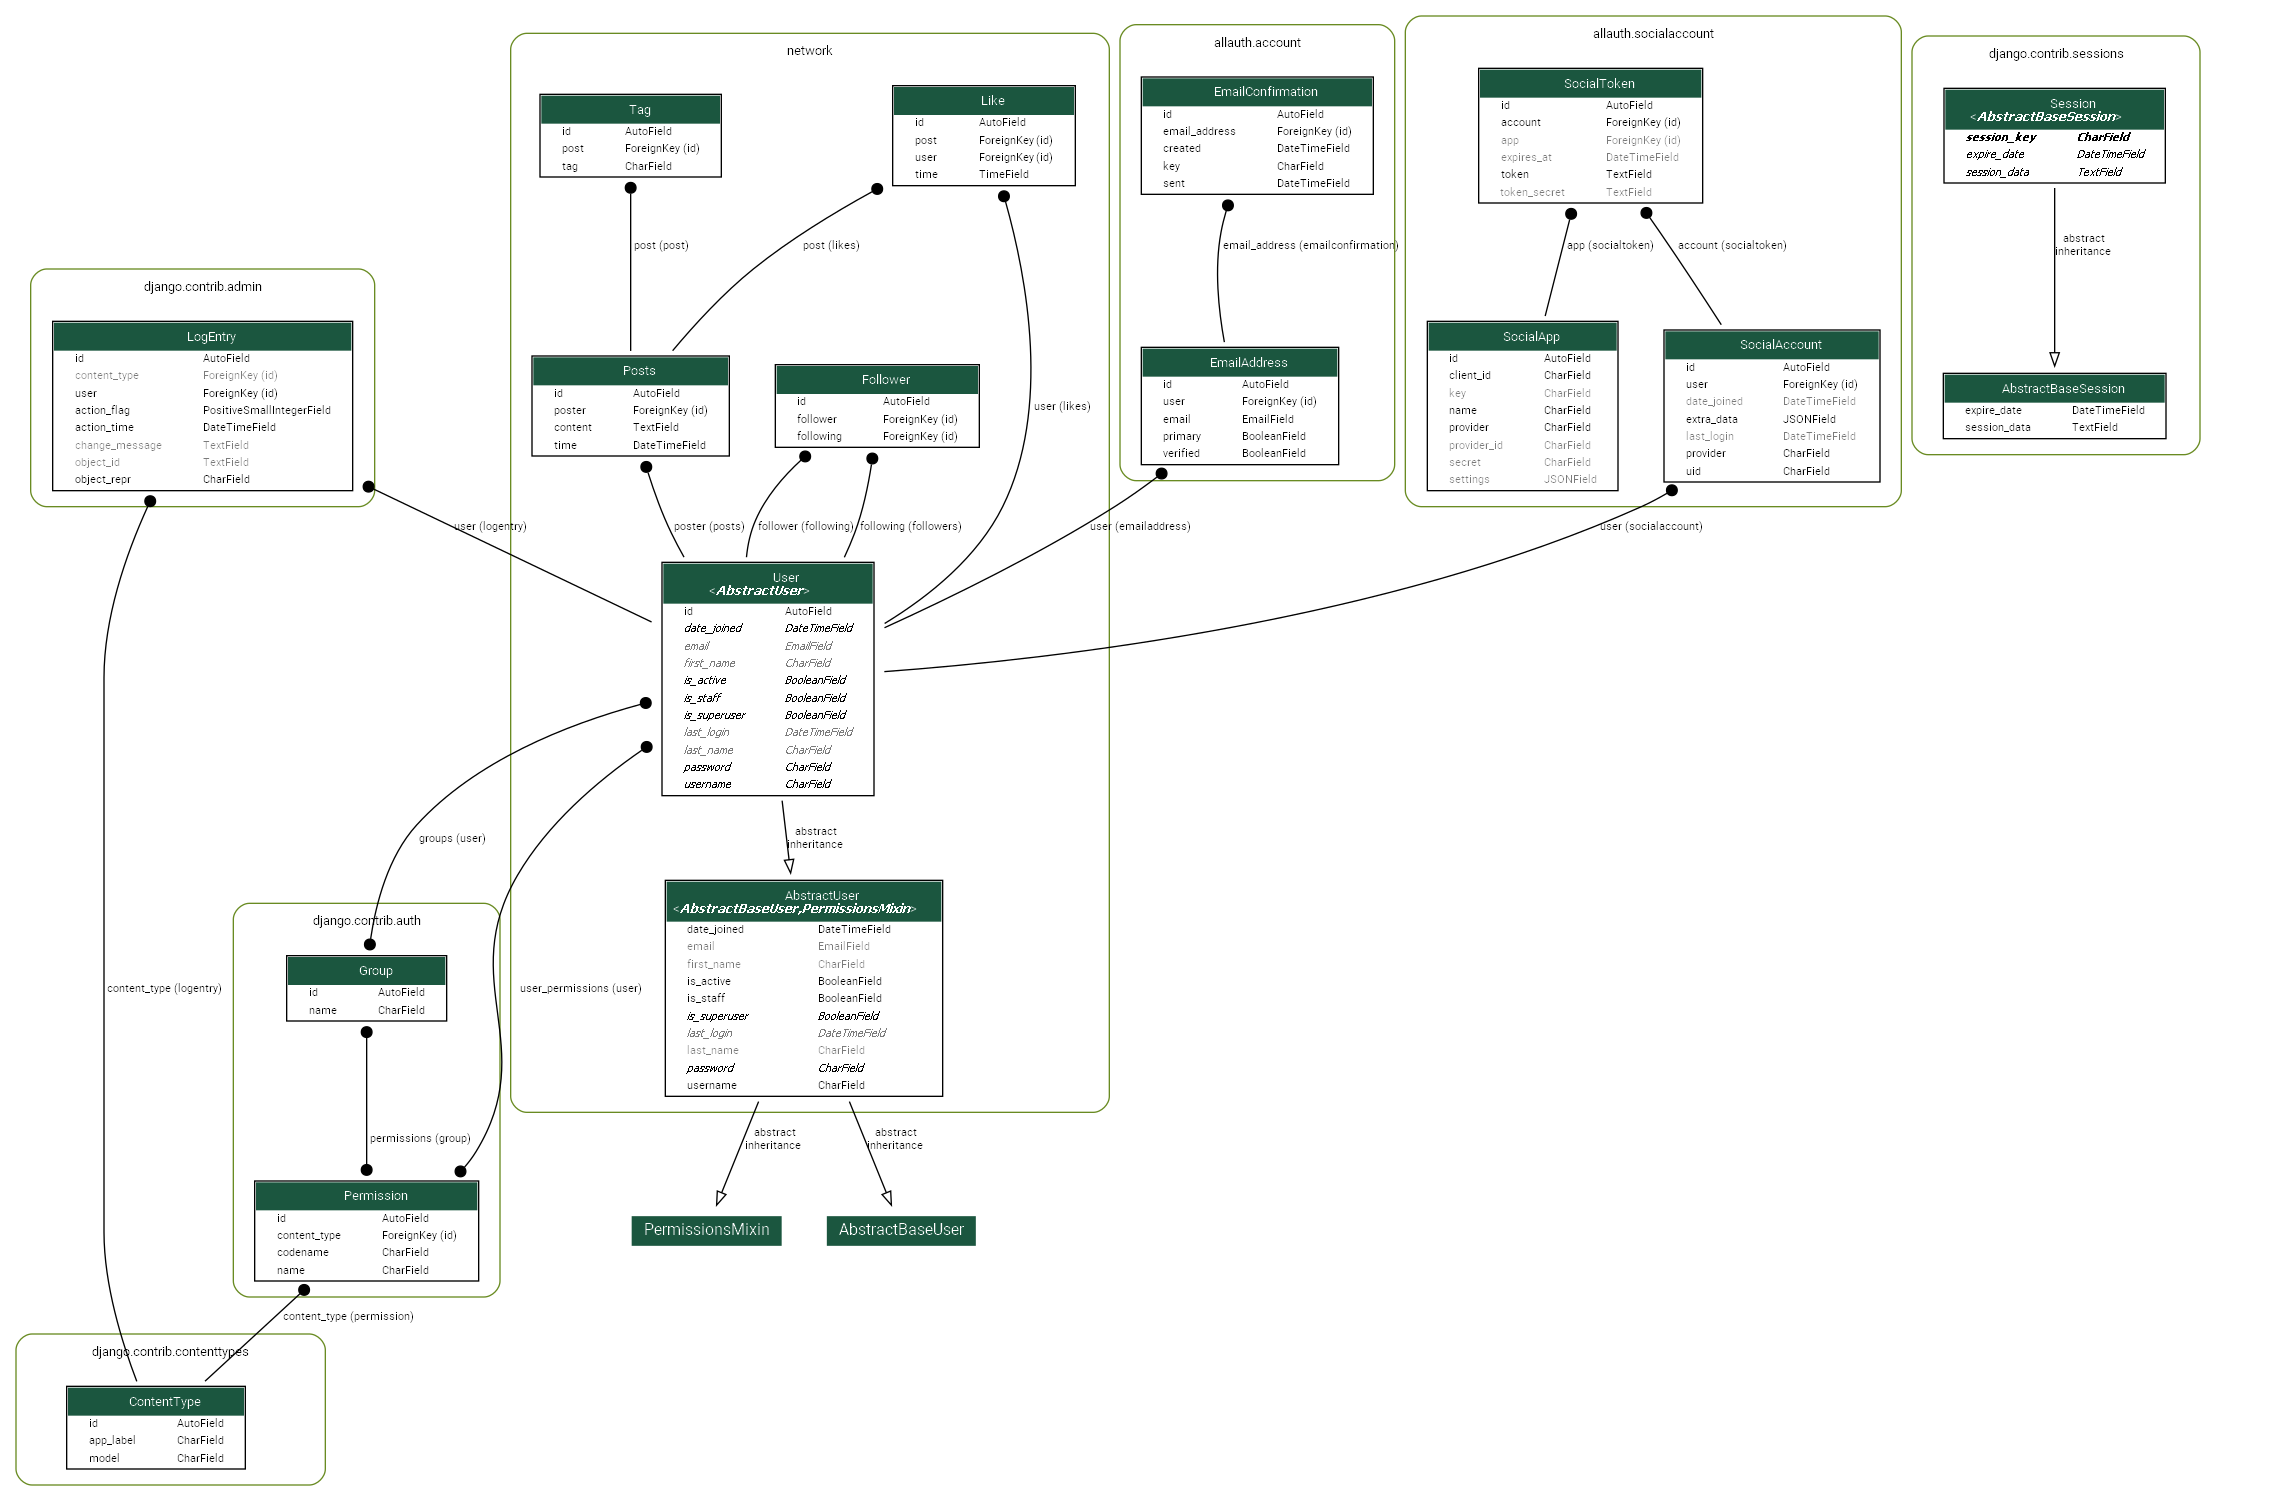 network
Tag
id AutoField
post ForeignKey (id)
tag CharField
Like
id AutoField
post ForeignKey (id)
user ForeignKey (id)
time TimeField
post (post)
post (likes)
user (likes)
Posts
id AutoField
poster ForeignKey (id)
content TextField
time DateTimeField
Follower
id AutoField
follower ForeignKey (id)
following ForeignKey (id)
poster (posts)
follower (following)
following (followers)
User
<AbstractUser>
id AutoField
date_joined DateTimeField
email EmailField
first_name CharField
is_active BooleanField
is_staff BooleanField
is_superuser BooleanField
last_login DateTimeField
last_name CharField
password CharField
username CharField
abstract
inheritance
AbstractUser
<AbstractBaseUser,PermissionsMixin>
date_joined DateTimeField
email EmailField
first_name CharField
is_active BooleanField
is_staff BooleanField
is_superuser BooleanField
last_login DateTimeField
last_name CharField
password CharField
username CharField
abstract
inheritance
abstract
inheritance
PermissionsMixin
AbstractBaseUser
allauth.account
EmailConfirmation
id AutoField
email_address ForeignKey (id)
created DateTimeField
key CharField
sent DateTimeField
email_address (emailconfirmation)
EmailAddress
id AutoField
user ForeignKey (id)
email EmailField
primary BooleanField
verified BooleanField
user (emailaddress)
allauth.socialaccount
SocialToken
id AutoField
account ForeignKey (id)
app ForeignKey (id)
expires_at DateTimeField
token TextField
token_secret TextField
app (socialtoken)
account (socialtoken)
SocialApp
id AutoField
client_id CharField
key CharField
name CharField
provider CharField
provider_id CharField
secret CharField
settings JSONField
SocialAccount
id AutoField
user ForeignKey (id)
date_joined DateTimeField
extra_data JSONField
last_login DateTimeField
provider CharField
uid CharField
user (socialaccount)
django.contrib.sessions
Session
<AbstractBaseSession>
session_key CharField
expire_date DateTimeField
session_data TextField
abstract
inheritance
AbstractBaseSession
expire_date DateTimeField
session_data TextField
django.contrib.admin
LogEntry
id AutoField
content_type ForeignKey (id)
user ForeignKey (id)
action_flag PositiveSmallIntegerField
action_time DateTimeField
change_message TextField
object_id TextField
object_repr CharField
user (logentry)
content_type (logentry)
groups (user)
user_permissions (user)
django.contrib.auth
Group
id AutoField
name CharField
permissions (group)
Permission
id AutoField
content_type ForeignKey (id)
codename CharField
name CharField
content_type (permission)
django.contrib.contenttypes
ContentType
id AutoField
app_label CharField
model CharField